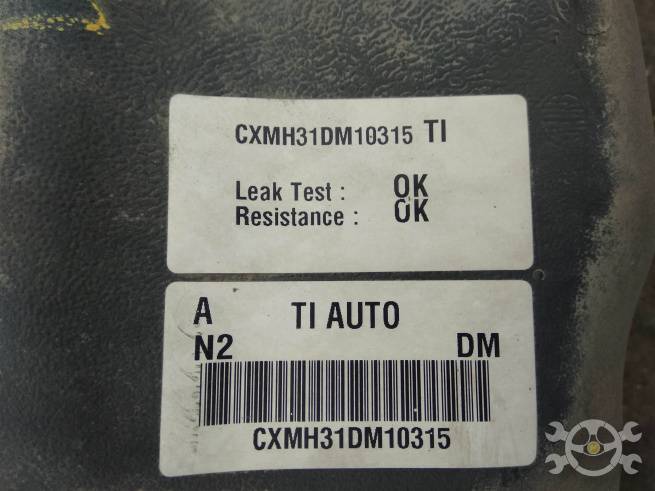 CXMH31DM10315 TI
Leak Test : OK
Resistance : OK
A TI AUTO
N2 DM
CXMH31DM10315